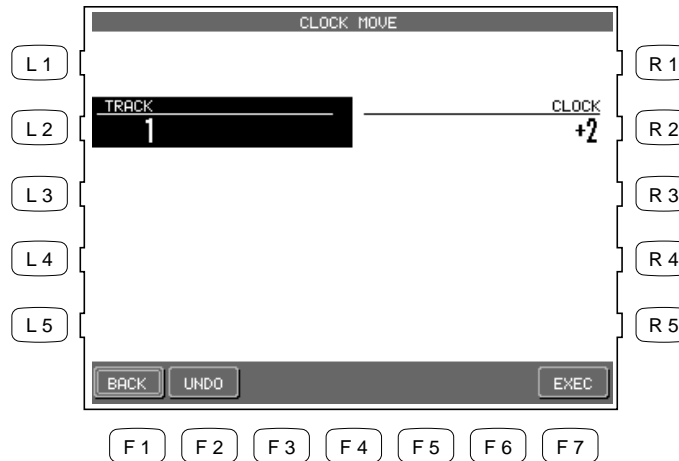 CLOCK MOVE
L 1
R 1
TRACK
CLOCK
L 2
1
+2
R 2
L 3
R 3
L 4
R 4
L 5
R 5
BACK
UNDO
EXEC
F 1
F 2
F 3
F 4
F 5
F 6
F 7